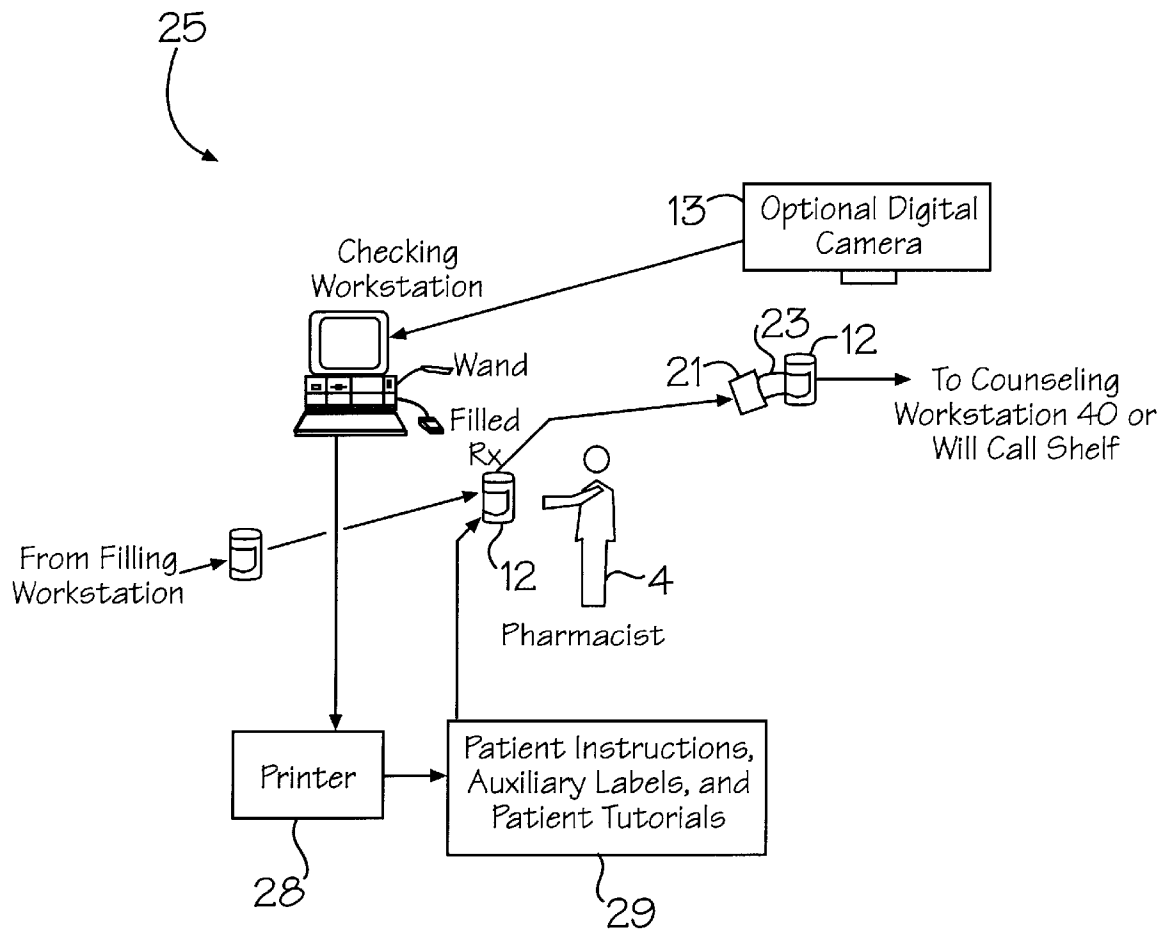 25
13
Optional Digital
Camera
Checking
Workstation
Wand
Filled
Rx
23
12
21
To Counseling
Workstation 40 or
Will Call Shelf
From Filling
Workstation
12
4
Pharmacist
Printer
Patient Instructions,
Auxiliary Labels, and
Patient Tutorials
28
29